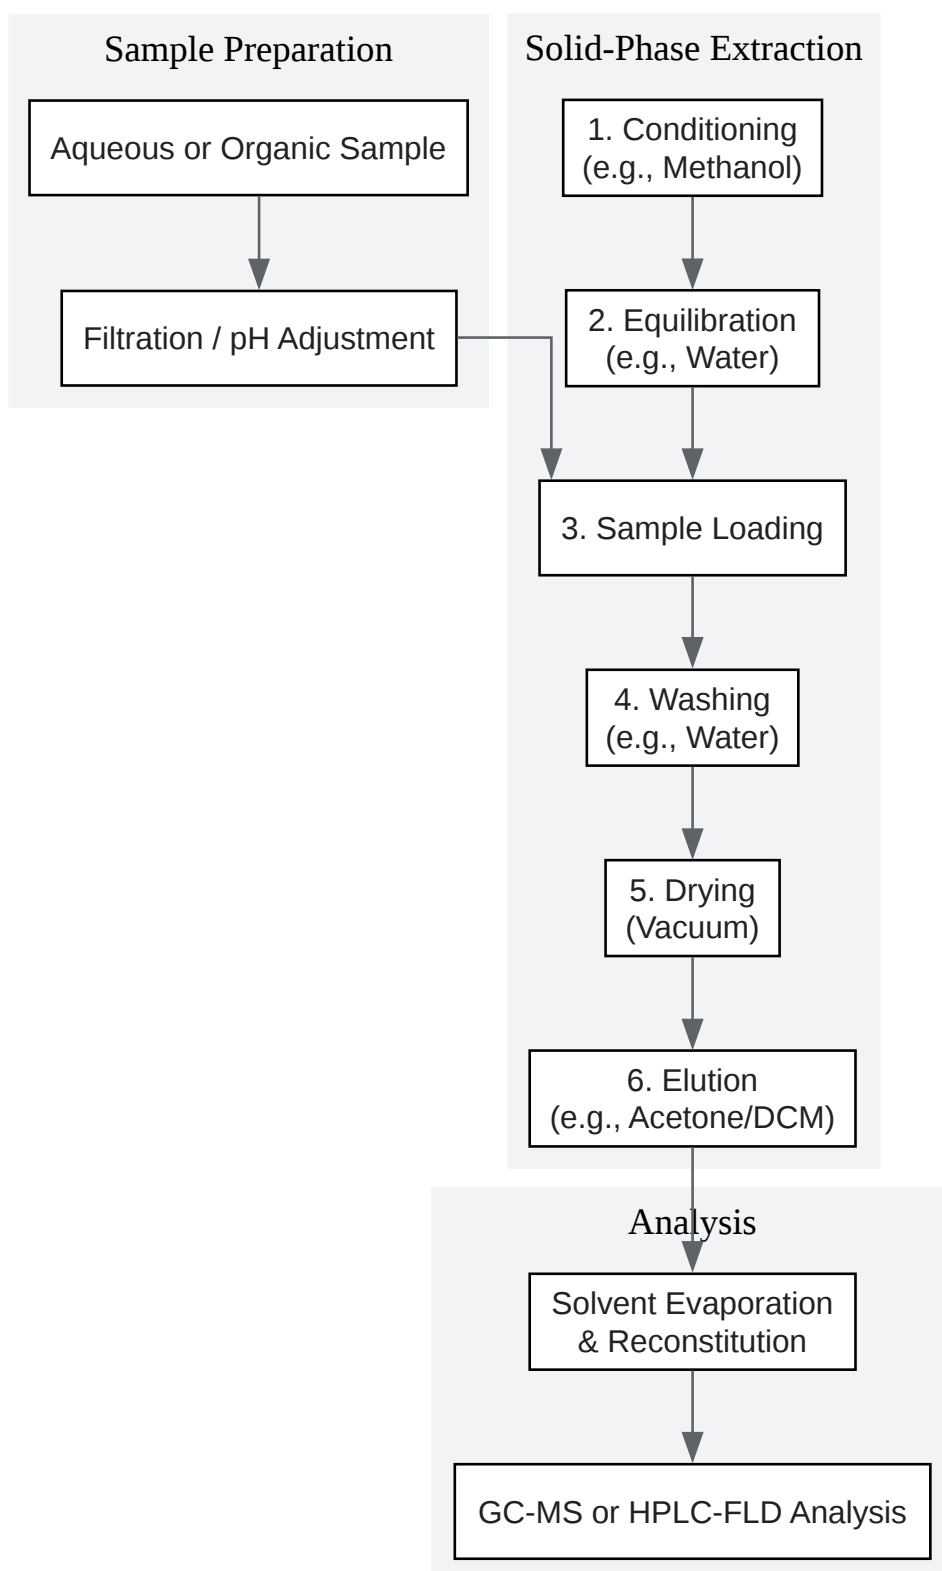 Sample Preparation
Aqueous or Organic Sample
Filtration / pH Adjustment
Solid-Phase Extraction
1. Conditioning
(e.g., Methanol)
2. Equilibration
(e.g., Water)
3. Sample Loading
4. Washing
(e.g., Water)
5. Drying
(Vacuum)
6. Elution
(e.g., Acetone/DCM)
Analysis
Solvent Evaporation
& Reconstitution
GC-MS or HPLC-FLD Analysis